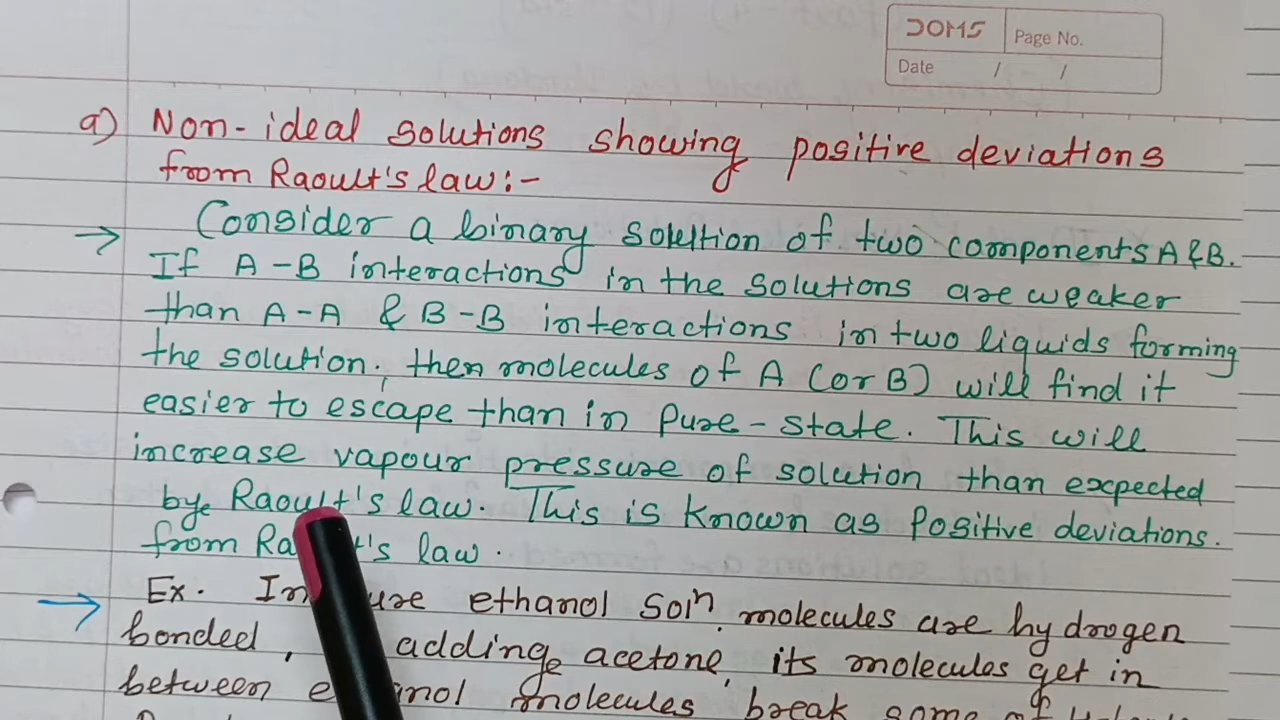 DOMS
Page No.
Date / /
a) Non-ideal solutions showing positive deviations
from Raoult's law:-
→ Consider a binary solution of two components A & B.
If A-B interactions in the solutions are weaker
than A-A & B-B interactions in two liquids forming
the solution, then molecules of A (or B) will find it
easier to escape than in pure-state. This will
increase vapour pressure of solution than expected
by Raoult's law. This is known as Positive deviations.
from law.
→ Ex. ethanol Solⁿ molecules are hydrogen
bonded, adding acetone, its molecules get in
between molecules break some of